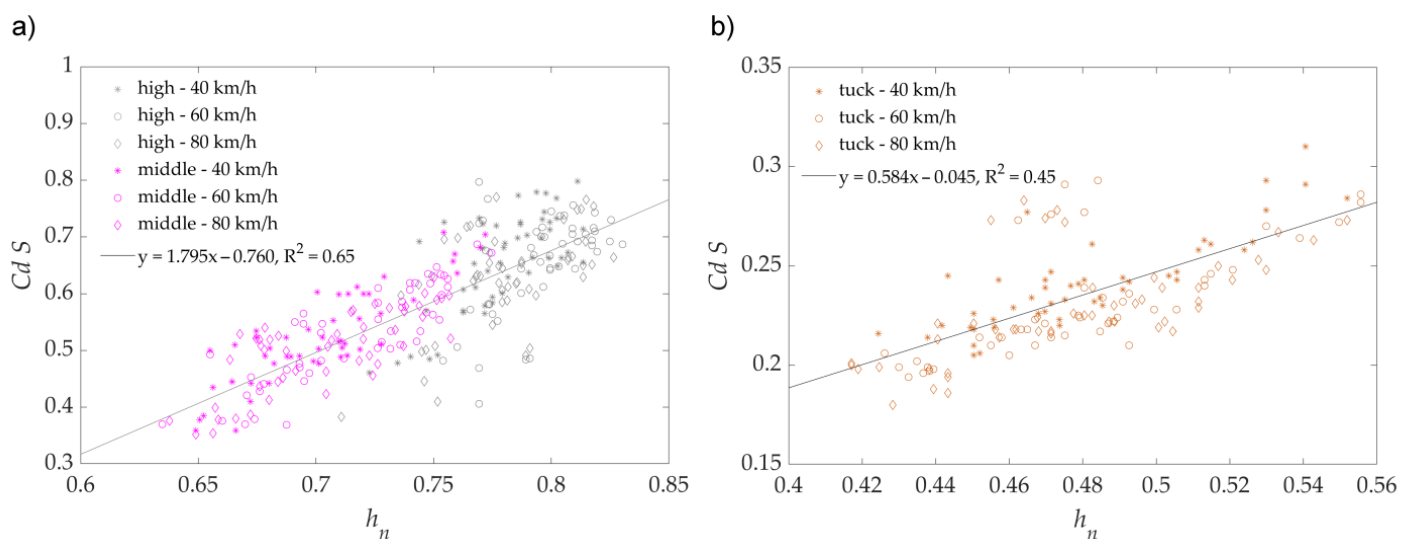 a)
1
0.9
0.8
0.7
0.6
0.5
0.4
0.3
Cd S
high - 40 km/h
high - 60 km/h
high - 80 km/h
middle - 40 km/h
middle - 60 km/h
middle - 80 km/h
y = 1.795x – 0.760, R² = 0.65
0.6 0.65 0.7 0.75 0.8 0.85
hₙ
b)
0.35
0.3
0.25
0.2
0.15
Cd S
tuck - 40 km/h
tuck - 60 km/h
tuck - 80 km/h
y = 0.584x – 0.045, R² = 0.45
0.4 0.42 0.44 0.46 0.48 0.5 0.52 0.54 0.56
hₙ